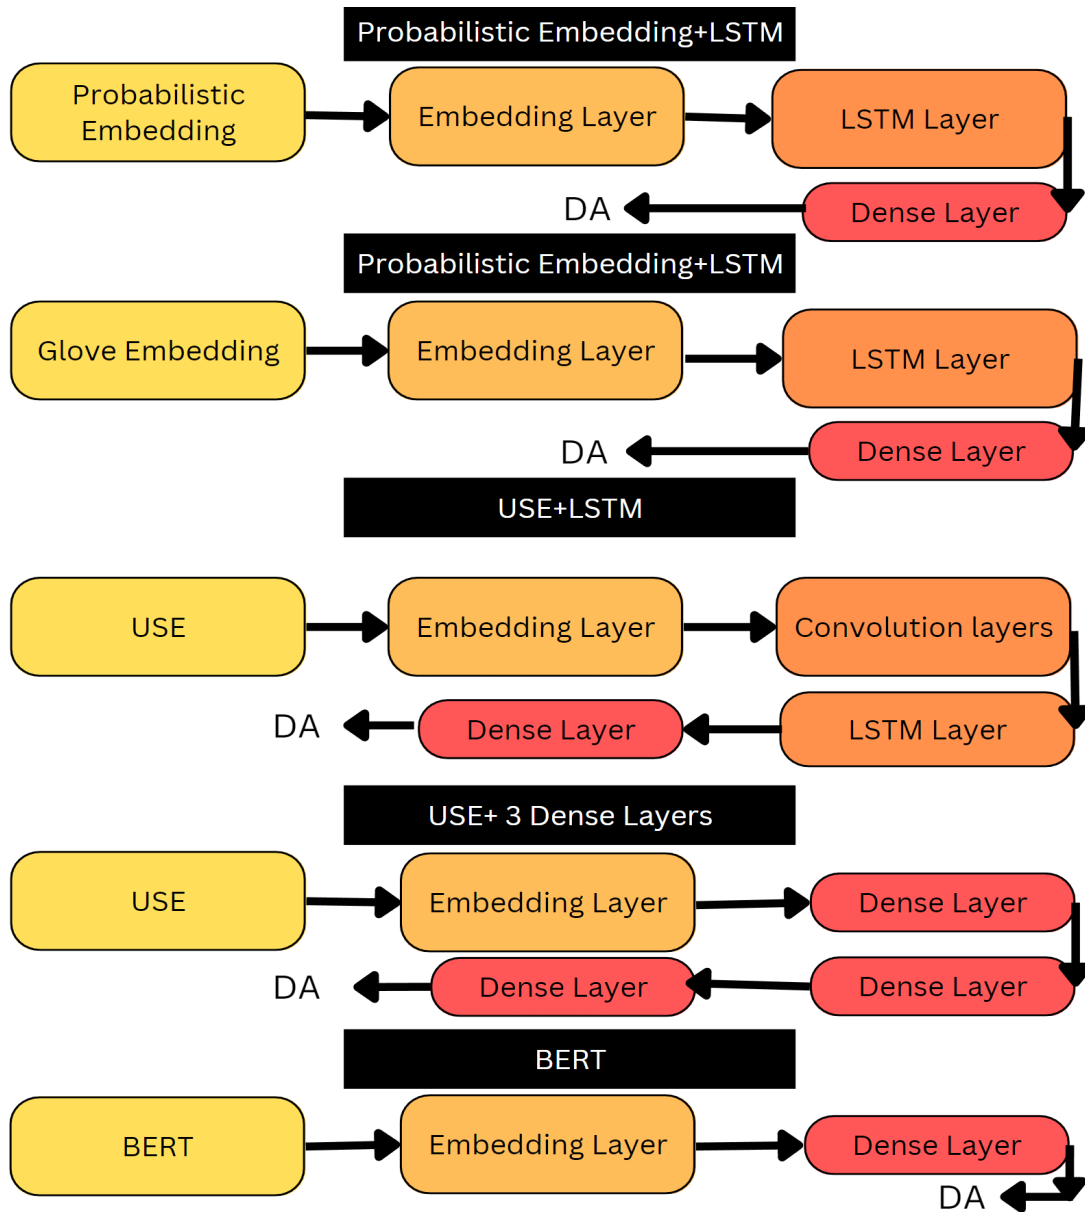 Probabilistic Embedding+LSTM
Probabilistic
Embedding
Embedding Layer
LSTM Layer
Dense Layer
DA
Probabilistic Embedding+LSTM
Glove Embedding
Embedding Layer
LSTM Layer
Dense Layer
DA
USE+LSTM
USE
Embedding Layer
Convolution layers
LSTM Layer
Dense Layer
DA
USE+ 3 Dense Layers
USE
Embedding Layer
Dense Layer
Dense Layer
Dense Layer
DA
BERT
BERT
Embedding Layer
Dense Layer
DA